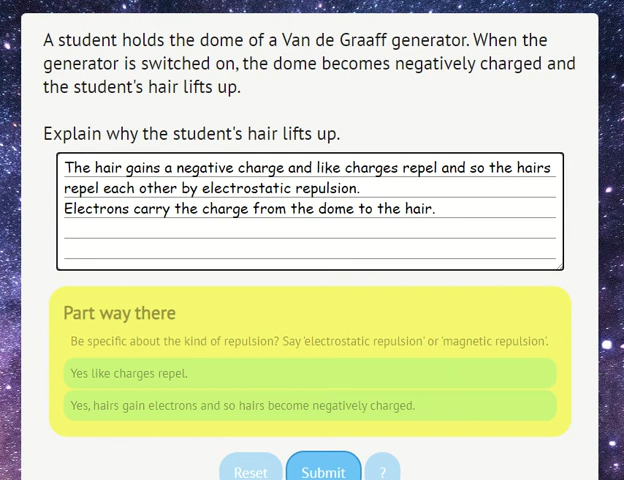 A student holds the dome of a Van de Graaff generator. When the
generator is switched on, the dome becomes negatively charged and
the student's hair lifts up.
Explain why the student's hair lifts up.
The hair gains a negative charge and like charges repel and so the hairs
repel each other by electrostatic repulsion.
Electrons carry the charge from the dome to the hair.
Part way there
Be specific about the kind of repulsion? Say 'electrostatic repulsion' or 'magnetic repulsion'.
Yes like charges repel.
Yes, hairs gain electrons and so hairs become negatively charged.
Reset Submit ?